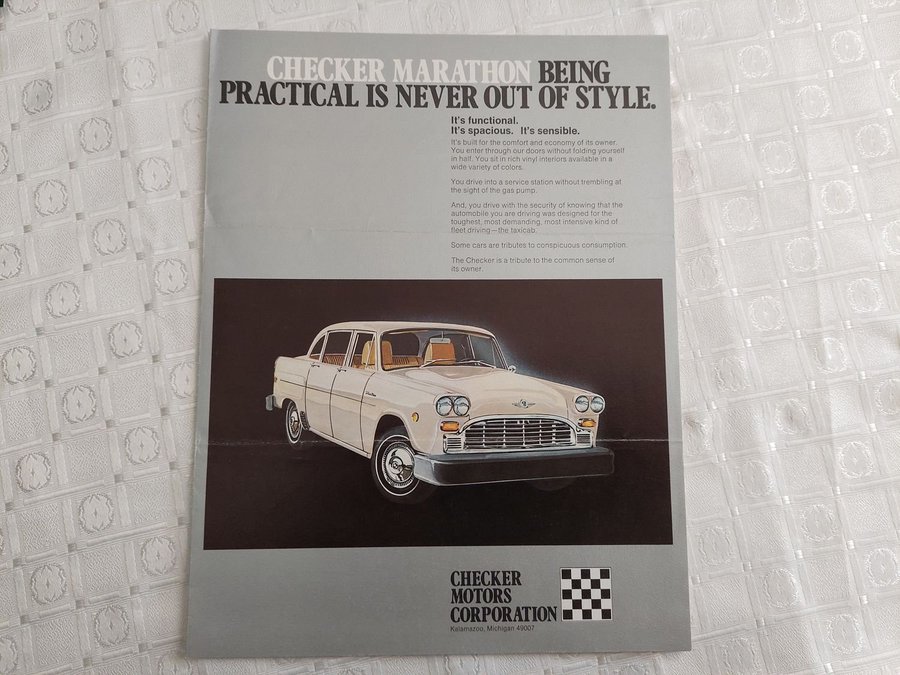 CHECKER MARATHON BEING
PRACTICAL IS NEVER OUT OF STYLE.
It's functional.
It's spacious. It's sensible.
It's built for the comfort and economy of its owner.
You enter through our doors without folding yourself
in half. You sit in rich vinyl interiors available in a
wide variety of colors.
You drive into a service station without trembling at
the sight of the gas pump.
And, you drive with the security of knowing that the
automobile you are driving was designed for the
toughest, most demanding, most intensive kind of
fleet driving—the taxicab.
Some cars are tributes to conspicuous consumption.
The Checker is a tribute to the common sense of
its owner.
CHECKER
MOTORS
CORPORATION
Kalamazoo, Michigan 49007